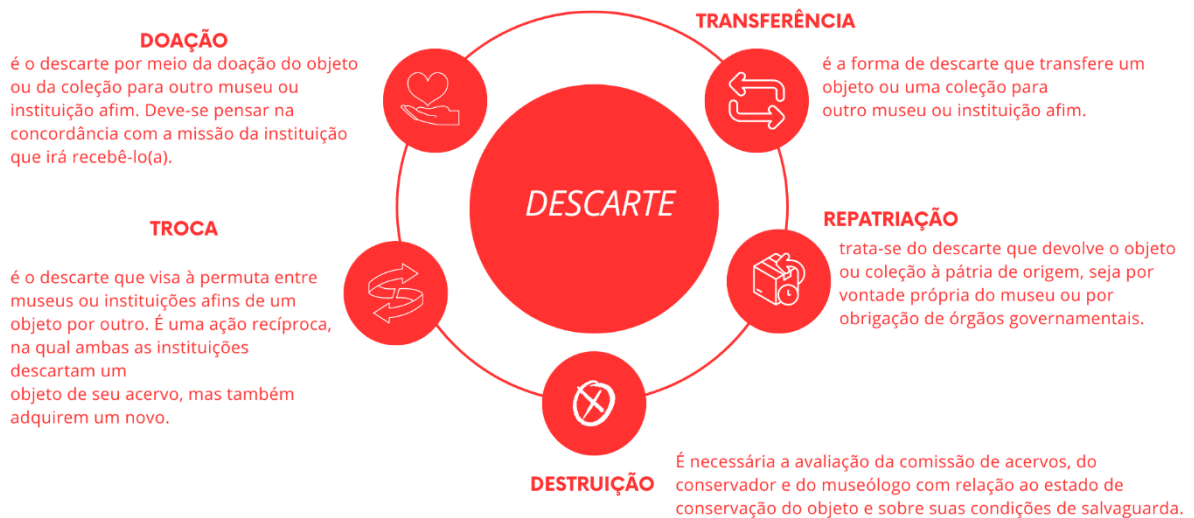 DOAÇÃO
é o descarte por meio da doação do objeto
ou da coleção para outro museu ou
instituição afim. Deve-se pensar na
concordância com a missão da instituição
que irá recebê-lo(a).
TRANSFERÊNCIA
é a forma de descarte que transfere um
objeto ou uma coleção para
outro museu ou instituição afim.
DESCARTE
TROCA
é o descarte que visa à permuta entre
museus ou instituições afins de um
objeto por outro. É uma ação recíproca,
na qual ambas as instituições
descartam um
objeto de seu acervo, mas também
adquirem um novo.
REPATRIAÇÃO
trata-se do descarte que devolve o objeto
ou coleção à pátria de origem, seja por
vontade própria do museu ou por
obrigação de órgãos governamentais.
DESTRUIÇÃO
É necessária a avaliação da comissão de acervos, do
conservador e do museólogo com relação ao estado de
conservação do objeto e sobre suas condições de salvaguarda.